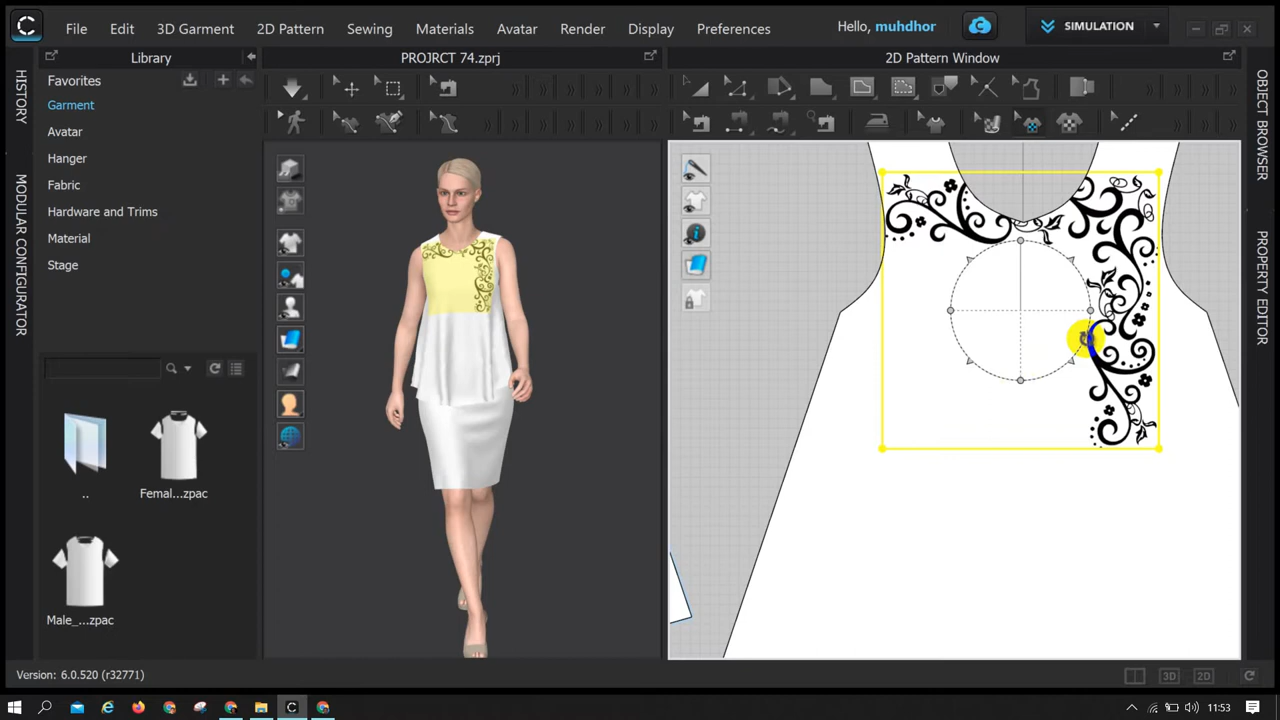 File Edit 3D Garment 2D Pattern Sewing Materials Avatar Render Display Preferences Hello, muhdhor SIMULATION
Library PROJRCT 74.zprj 2D Pattern Window
HISTORY
MODULAR CONFIGURATOR
Favorites
Garment
Avatar
Hanger
Fabric
Hardware and Trims
Material
Stage
..
Femal...zpac
Male_...zpac
OBJECT BROWSER
PROPERTY EDITOR
Version: 6.0.520 (r32771) 3D 2D
11:53